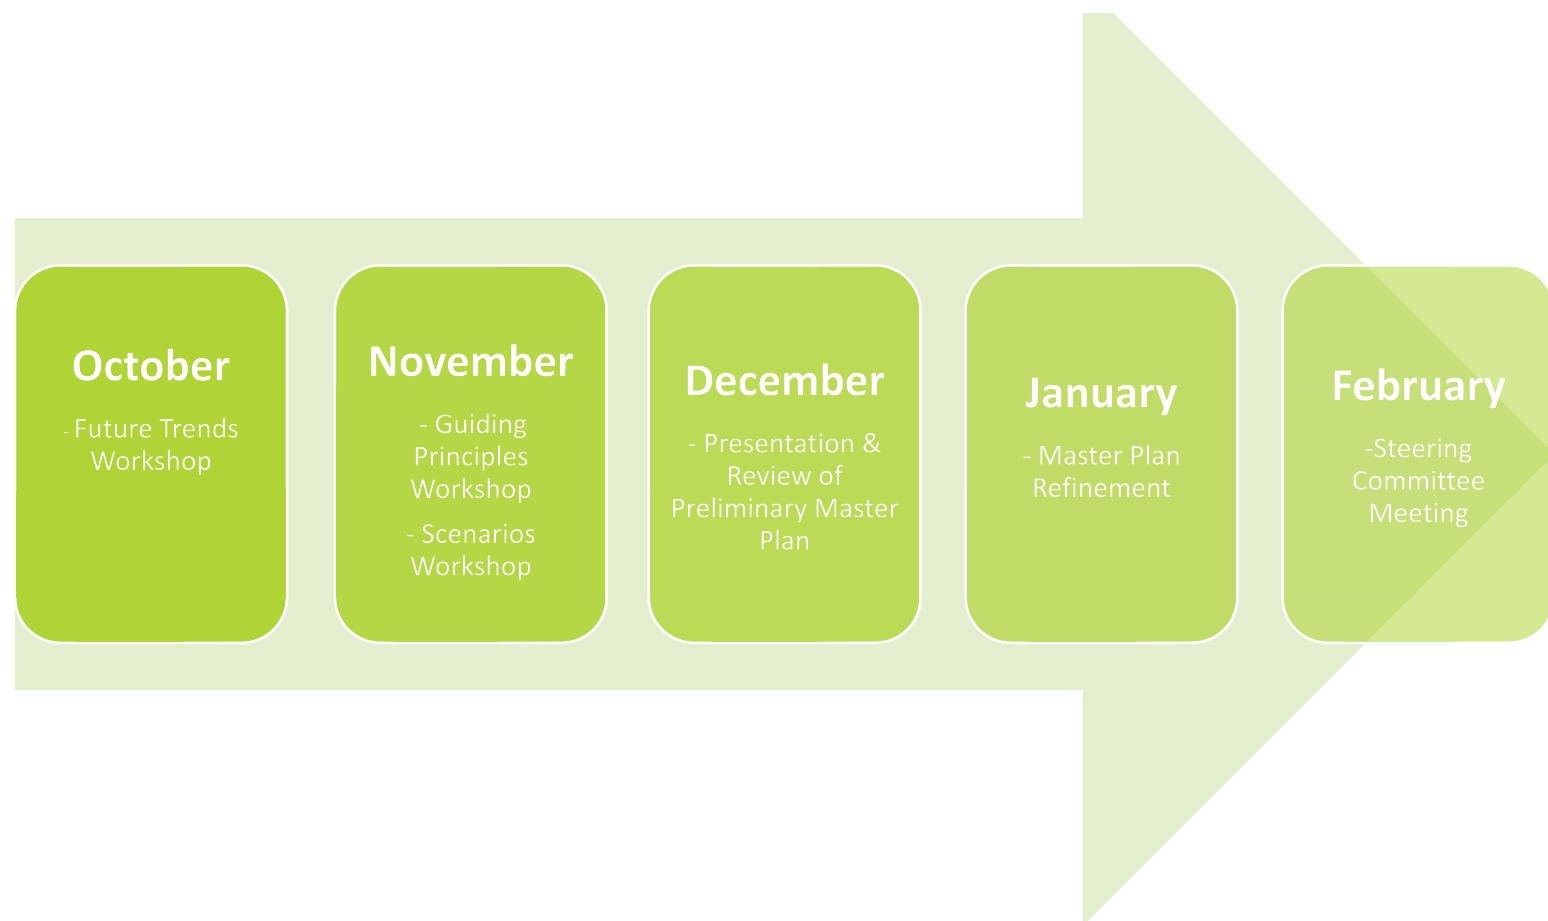 October
- Future Trends
Workshop
November
- Guiding
Principles
Workshop
- Scenarios
Workshop
December
- Presentation &
Review of
Preliminary Master
Plan
January
- Master Plan
Refinement
February
-Steering
Committee
Meeting